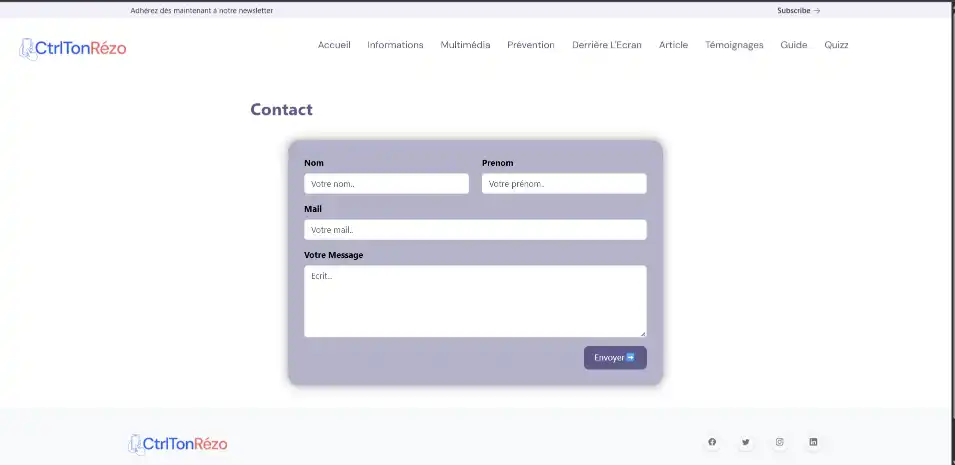 Adhérez dès maintenant à notre newsletter
Subscribe →
CtrlTonRézo
Accueil Informations Multimédia Prévention Derrière L'Ecran Article Témoignages Guide Quizz
Contact
Nom
Prenom
Votre nom..
Votre prénom..
Mail
Votre mail..
Votre Message
Ecrit...
Envoyer➡️
CtrlTonRézo